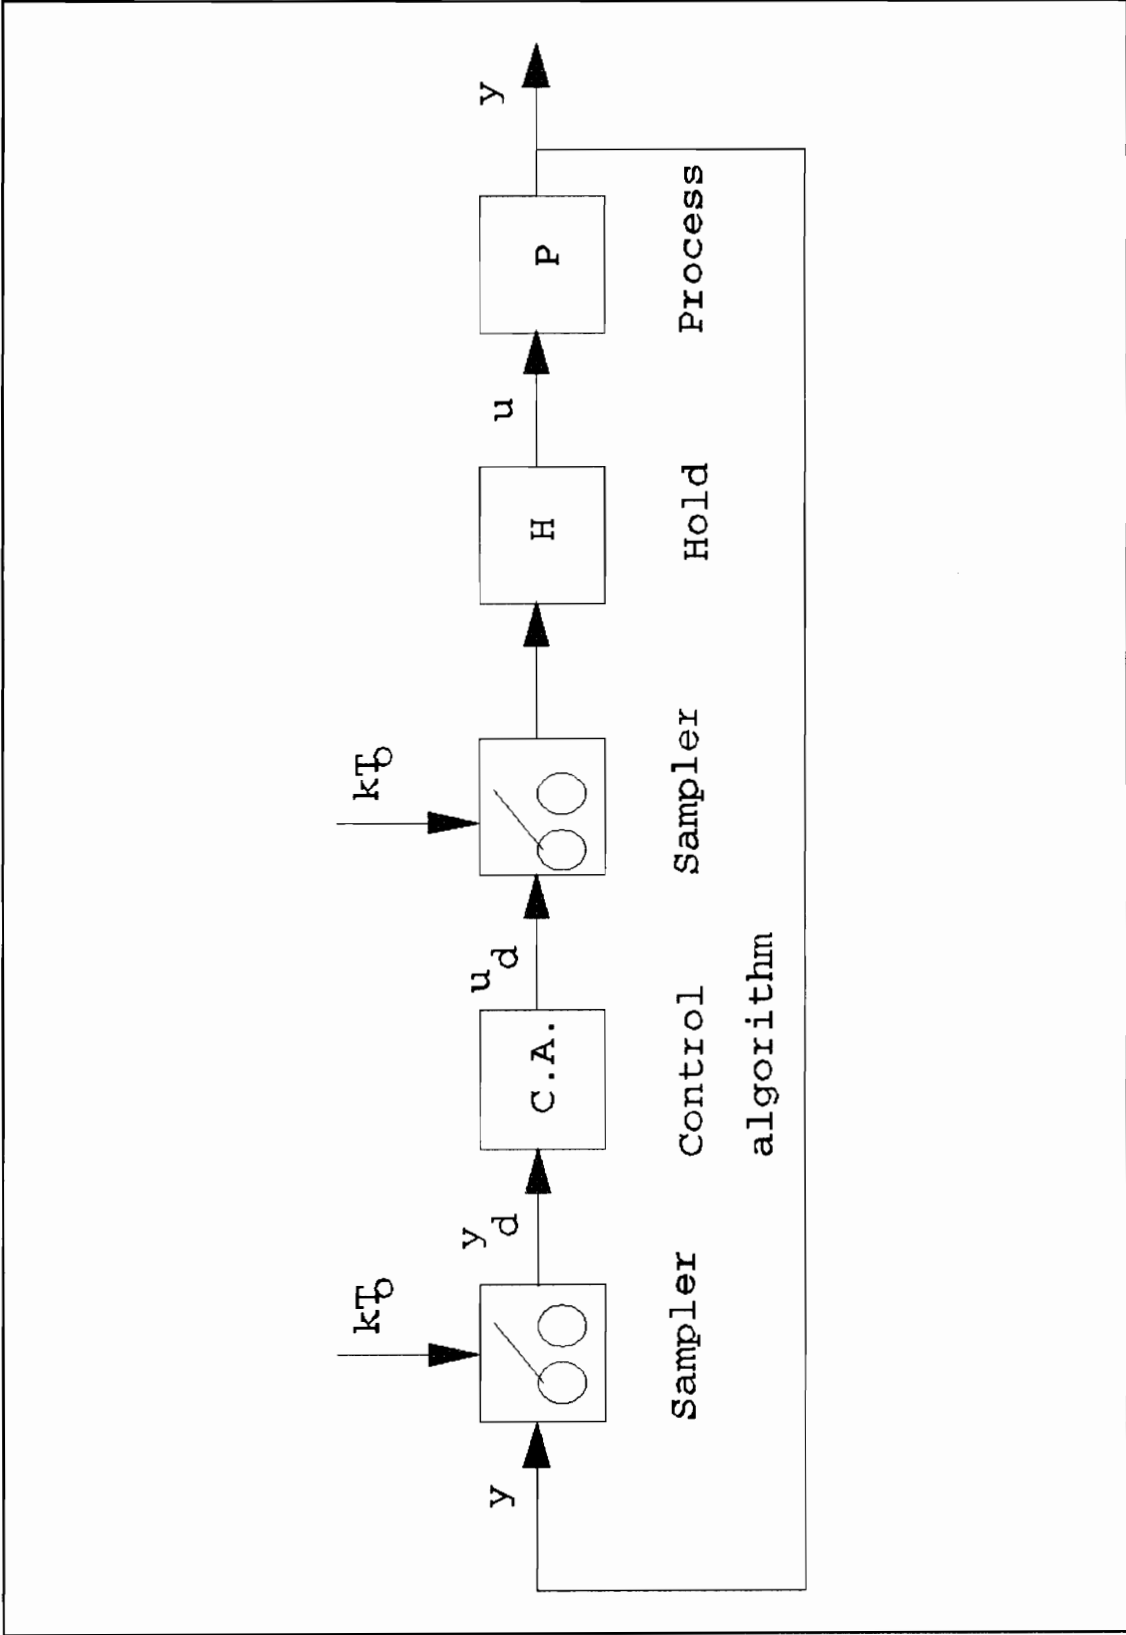 kT₀
kT₀
y
y_d
u_d
u
y
C.A.
H
P
Sampler
Control
algorithm
Sampler
Hold
Process